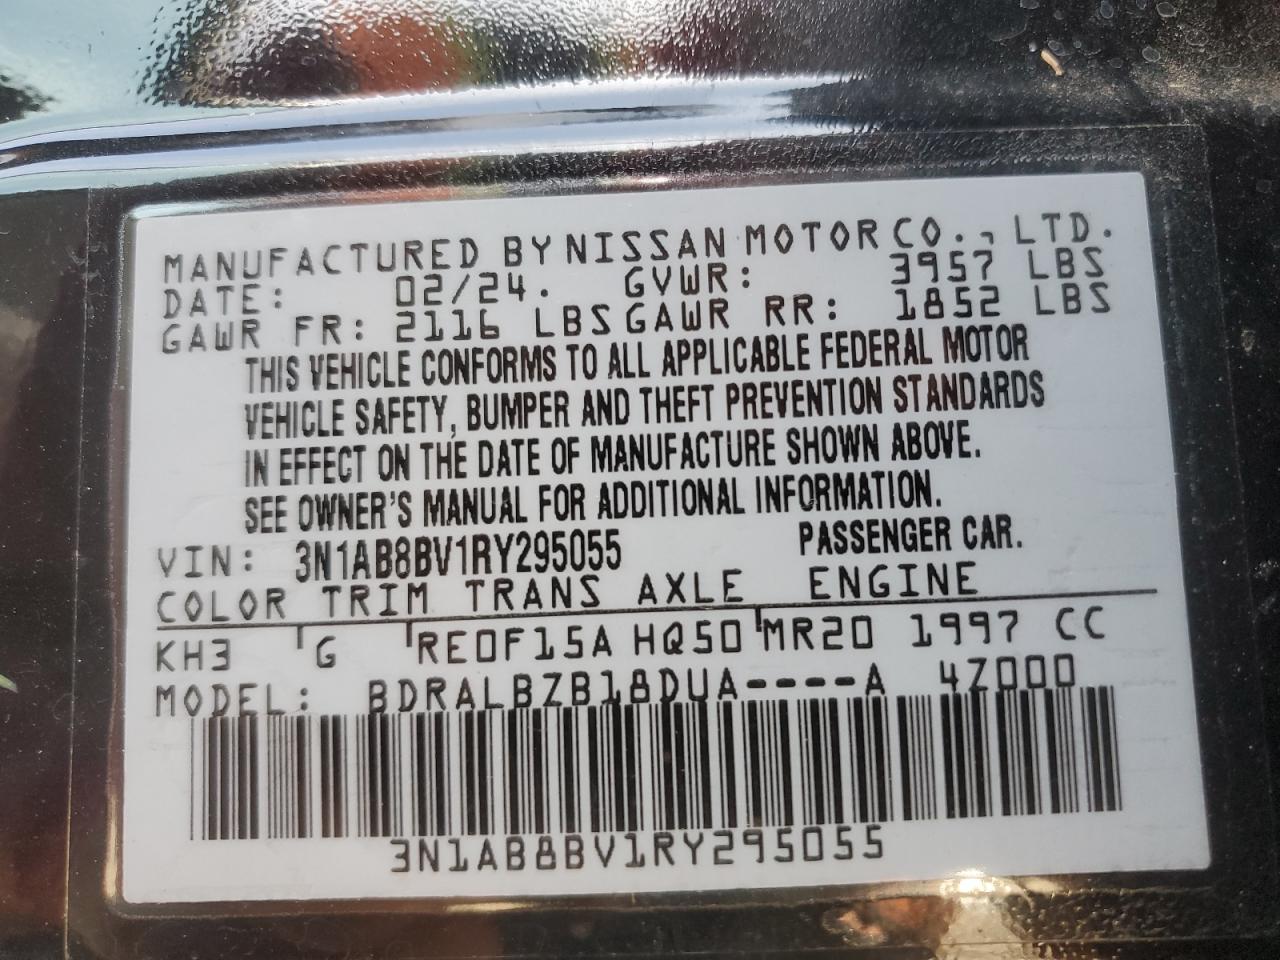 MANUFACTURED BY NISSAN MOTOR CO., LTD.
DATE: 02/24. GVWR: 3957 LBS
GAWR FR: 2116 LBS GAWR RR: 1852 LBS
THIS VEHICLE CONFORMS TO ALL APPLICABLE FEDERAL MOTOR
VEHICLE SAFETY, BUMPER AND THEFT PREVENTION STANDARDS
IN EFFECT ON THE DATE OF MANUFACTURE SHOWN ABOVE.
SEE OWNER'S MANUAL FOR ADDITIONAL INFORMATION.
VIN: 3N1AB8BV1RY295055 PASSENGER CAR.
COLOR TRIM TRANS AXLE ENGINE
KH3 G RE0F15A HQ50 MR20 1997 CC
MODEL: BDRALBZB18DUA----A 4Z000
3N1AB8BV1RY295055